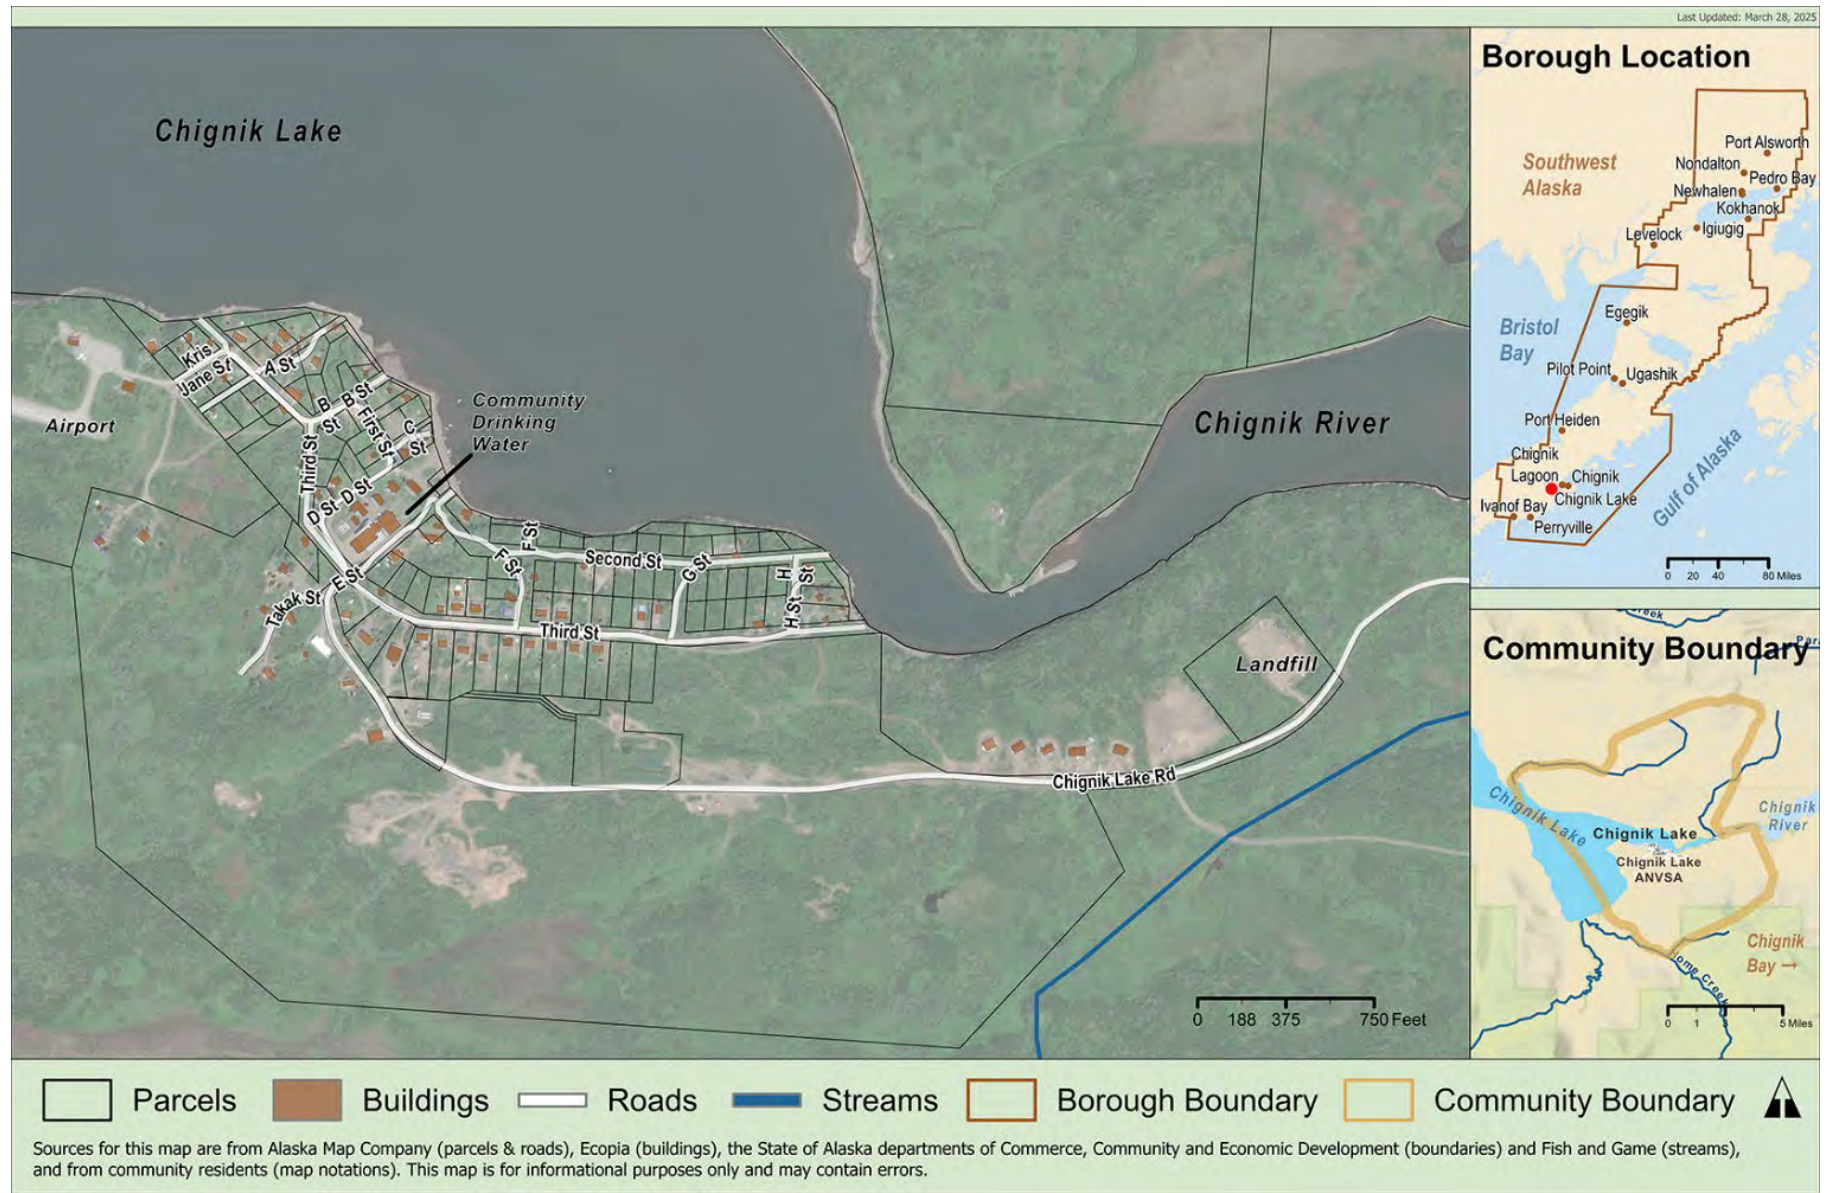 Last Updated: March 28, 2025
Chignik Lake
Kris
Jane St
A St
B
St
B St
First St
C
St
Airport
Community
Drinking
Water
Third St
D St
D St
E St
Takak St
F St
F St
Second St
G St
H
St
H St
Third St
Chignik River
Landfill
Chignik Lake Rd
0 188 375 750 Feet
Borough Location
Southwest
Alaska
Port Alsworth
Nondalton
Pedro Bay
Newhalen
Kokhanok
Igiugig
Levelock
Bristol
Bay
Egegik
Pilot Point
Ugashik
Port Heiden
Chignik
Lagoon
Chignik
Chignik Lake
Ivanof Bay
Perryville
Gulf of Alaska
0 20 40 80 Miles
Community Boundary
Chignik Lake
Chignik Lake
Chignik
River
Chignik Lake
ANVSA
Chignik
Bay →
Home Creek
0 1 5 Miles
Parcels Buildings Roads Streams Borough Boundary Community Boundary
Sources for this map are from Alaska Map Company (parcels & roads), Ecopia (buildings), the State of Alaska departments of Commerce, Community and Economic Development (boundaries) and Fish and Game (streams),
and from community residents (map notations). This map is for informational purposes only and may contain errors.